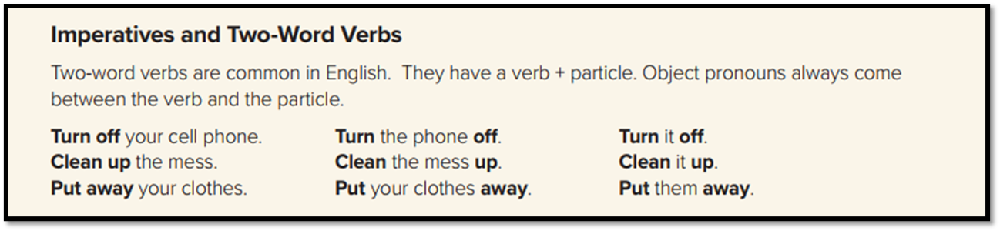 Imperatives and Two-Word Verbs
Two-word verbs are common in English.  They have a verb + particle. Object pronouns always come
between the verb and the particle.
Turn off your cell phone. Turn the phone off. Turn it off.
Clean up the mess. Clean the mess up. Clean it up.
Put away your clothes. Put your clothes away. Put them away.